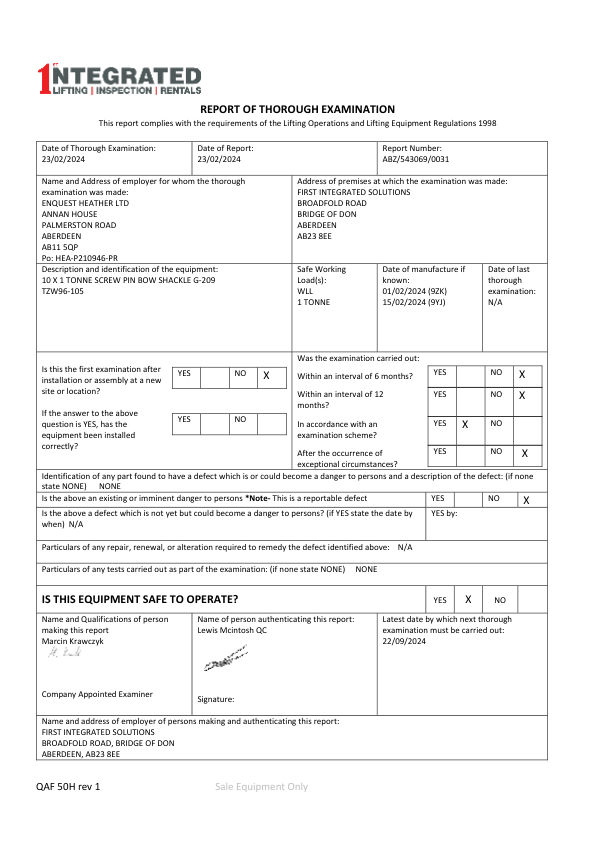 1NTEGRATED
LIFTING | INSPECTION | RENTALS
REPORT OF THOROUGH EXAMINATION
This report complies with the requirements of the Lifting Operations and Lifting Equipment Regulations 1998
Date of Thorough Examination:
23/02/2024
Date of Report:
23/02/2024
Report Number:
ABZ/543069/0031
Name and Address of employer for whom the thorough
examination was made:
ENQUEST HEATHER LTD
ANNAN HOUSE
PALMERSTON ROAD
ABERDEEN
AB11 5QP
Po: HEA-P210946-PR
Address of premises at which the examination was made:
FIRST INTEGRATED SOLUTIONS
BROADFOLD ROAD
BRIDGE OF DON
ABERDEEN
AB23 8EE
Description and identification of the equipment:
10 X 1 TONNE SCREW PIN BOW SHACKLE G-209
TZW96-105
Safe Working
Load(s):
WLL
1 TONNE
Date of manufacture if
known:
01/02/2024 (9ZK)
15/02/2024 (9YJ)
Date of last
thorough
examination:
N/A
Is this the first examination after
installation or assembly at a new
site or location?
YES NO X
If the answer to the above
question is YES, has the
equipment been installed
correctly?
YES NO
Was the examination carried out:
Within an interval of 6 months? YES NO X
Within an interval of 12
months?
YES NO X
In accordance with an
examination scheme?
YES X NO
After the occurrence of
exceptional circumstances?
YES NO X
Identification of any part found to have a defect which is or could become a danger to persons and a description of the defect: (if none
state NONE) NONE
Is the above an existing or imminent danger to persons *Note- This is a reportable defect YES NO X
Is the above a defect which is not yet but could become a danger to persons? (if YES state the date by
when) N/A
YES by:
Particulars of any repair, renewal, or alteration required to remedy the defect identified above: N/A
Particulars of any tests carried out as part of the examination: (if none state NONE) NONE
IS THIS EQUIPMENT SAFE TO OPERATE? YES X NO
Name and Qualifications of person
making this report
Marcin Krawczyk
Company Appointed Examiner
Name of person authenticating this report:
Lewis Mcintosh QC
Signature:
Latest date by which next thorough
examination must be carried out:
22/09/2024
Name and address of employer of persons making and authenticating this report:
FIRST INTEGRATED SOLUTIONS
BROADFOLD ROAD, BRIDGE OF DON
ABERDEEN, AB23 8EE
QAF 50H rev 1
Sale Equipment Only